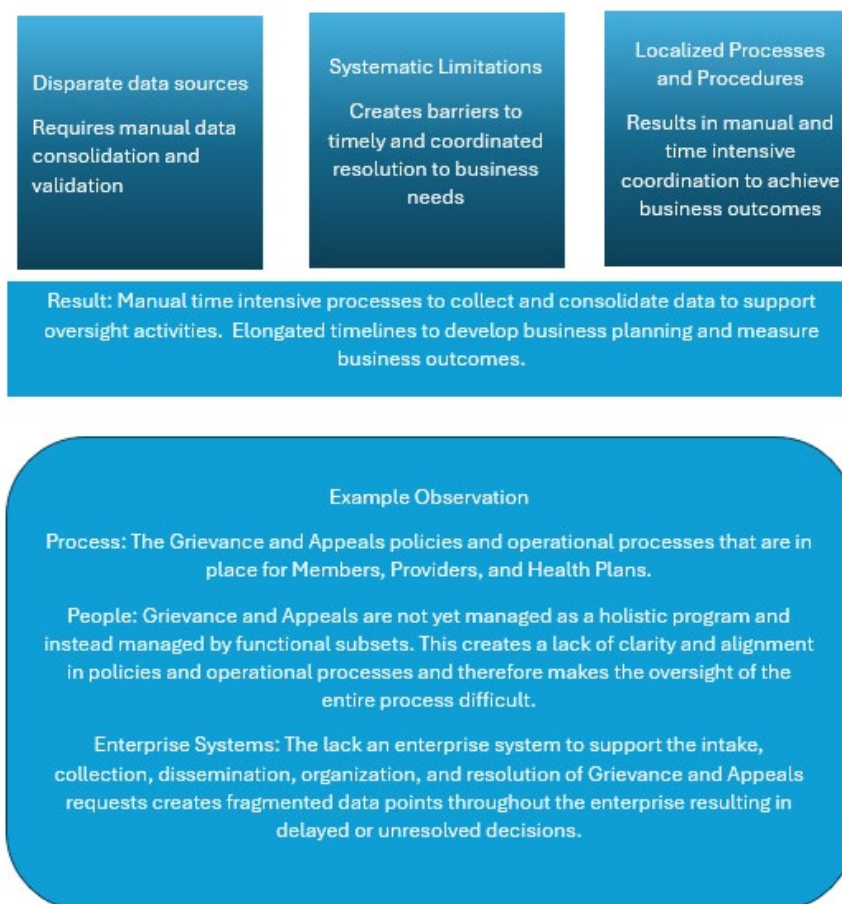 Disparate data sources
Requires manual data
consolidation and
validation
Systematic Limitations
Creates barriers to
timely and coordinated
resolution to business
needs
Localized Processes
and Procedures
Results in manual and
time intensive
coordination to achieve
business outcomes
Result: Manual time intensive processes to collect and consolidate data to support
oversight activities.  Elongated timelines to develop business planning and measure
business outcomes.
Example Observation
Process: The Grievance and Appeals policies and operational processes that are in
place for Members, Providers, and Health Plans.
People: Grievance and Appeals are not yet managed as a holistic program and
instead managed by functional subsets. This creates a lack of clarity and alignment
in policies and operational processes and therefore makes the oversight of the
entire process difficult.
Enterprise Systems: The lack an enterprise system to support the intake,
collection, dissemination, organization, and resolution of Grievance and Appeals
requests creates fragmented data points throughout the enterprise resulting in
delayed or unresolved decisions.